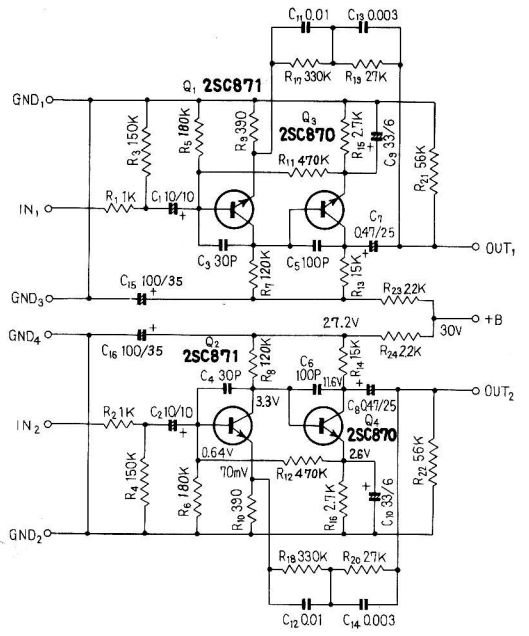 C11 0.01 C13 0.003
R17 330K R19 27K
Q1 2SC871
GND1
R3 150K
R5 180K
R9 390
Q3
2SC870
R15 2.7K
+ C9 33/6
R11 470K
R21 56K
IN1
R1 1K
C1 10/10
+
C7
0.47/25
+
OUT1
C3 30P
C5 100P
R7 120K
R13 15K
C15 100/35
+
R23 2.2K
GND3
+B
30V
GND4
27.2V
R24 2.2K
C16 100/35
+
Q2
2SC871
R8 120K
C6
100P
11.6V
R14 15K
C4 30P
+
C8 0.47/25
OUT2
3.3V
Q4
2SC870
IN2
R2 1K
C2 10/10
+
0.64V
70mV
2.6V
R12 470K
R4 150K
R6 180K
R10 390
R16 2.7K
+
C10 33/6
R22 56K
GND2
R18 330K R20 27K
C12 0.01 C14 0.003